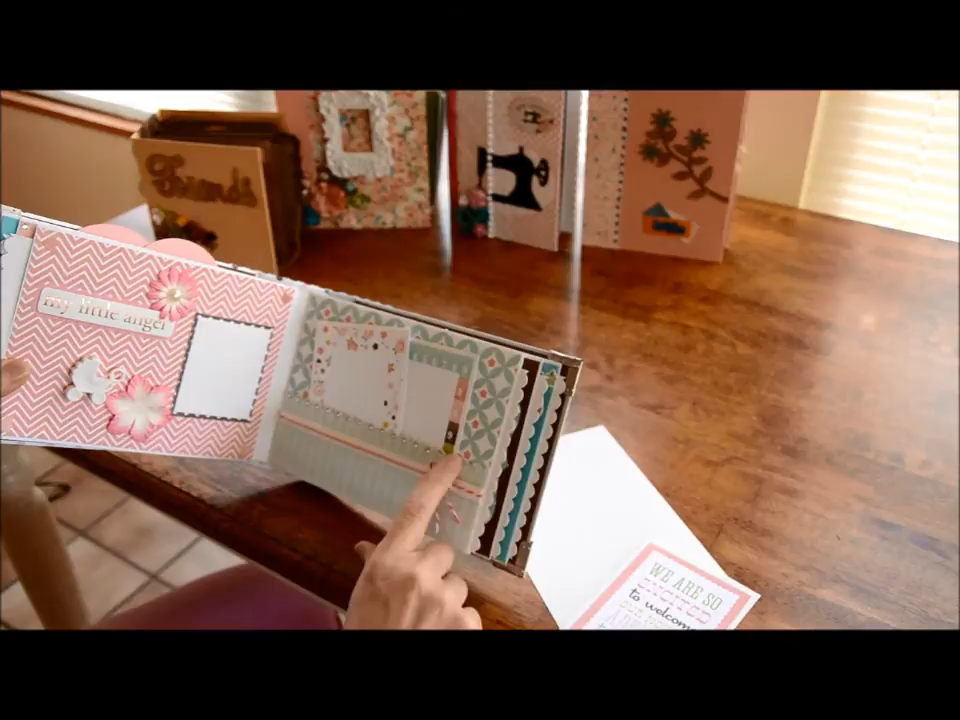 Friends
my little angel
WE ARE SO
EXCITED
to welcome